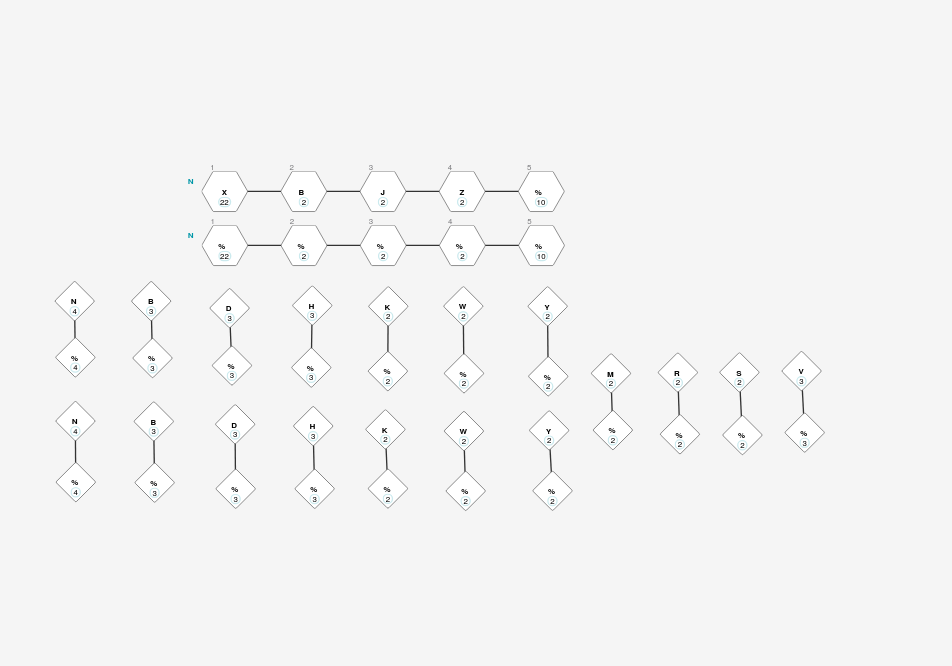 1 2 3 4 5
N X B J Z %
22 2 2 2 10
1 2 3 4 5
N % % % % %
22 2 2 2 10
N B D H K W Y
4 3 3 3 2 2 2
% % % % % % %
4 3 3 3 2 2 2
M R S V
2 2 2 3
% % % %
2 2 2 3
N B D H K W Y
4 3 3 3 2 2 2
% % % % % % %
4 3 3 3 2 2 2